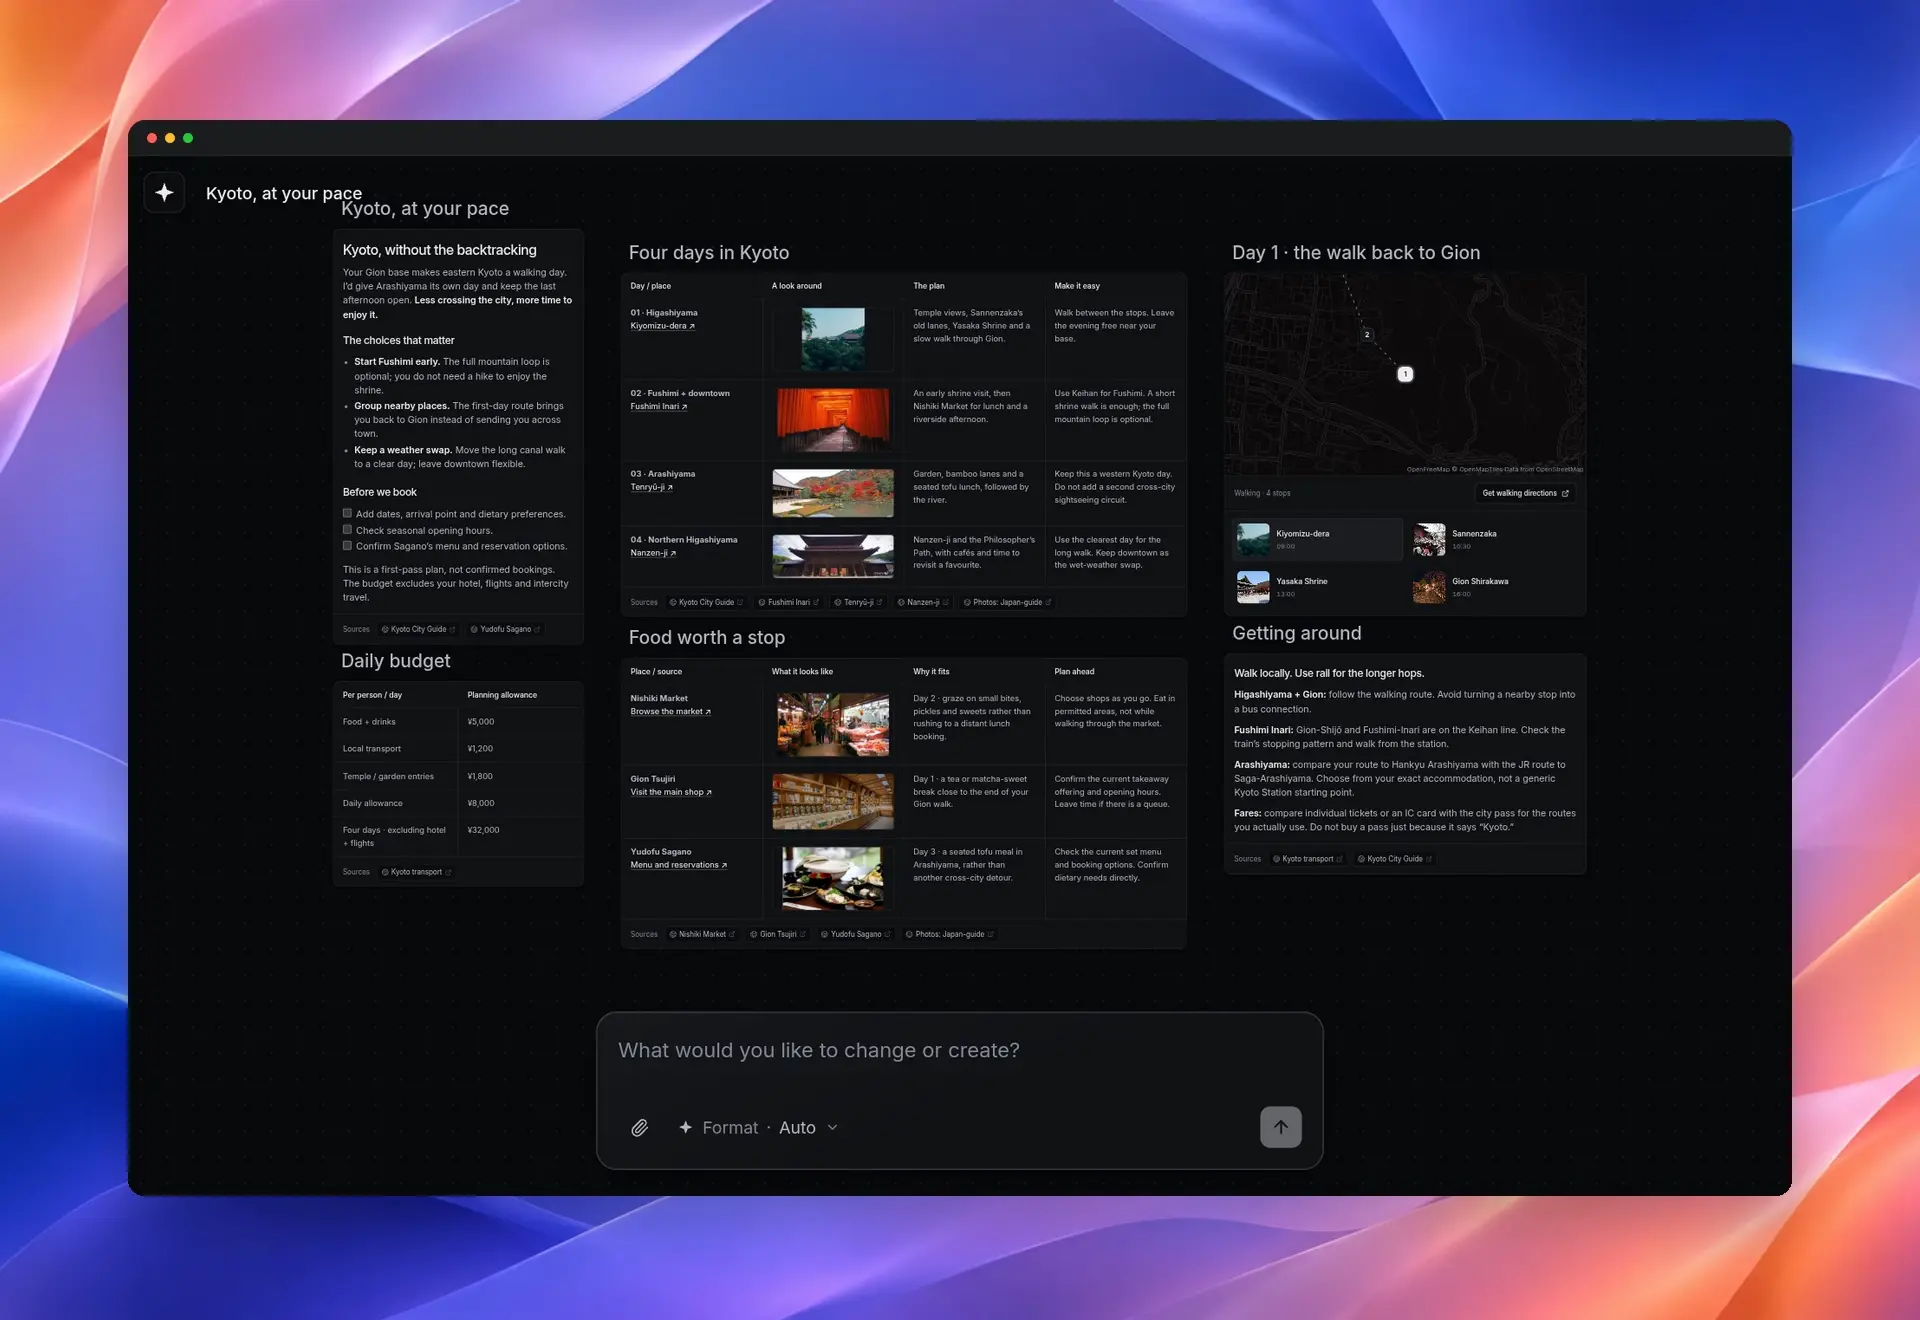 Kyoto, at your pace
Kyoto, at your pace
Kyoto, without the backtracking
Your Gion base makes eastern Kyoto a walking day.
I'd give Arashiyama its own day and keep the last
afternoon open. Less crossing the city, more time to
enjoy it.
The choices that matter
• Start Fushimi early. The full mountain loop is
optional; you do not need a hike to enjoy the
shrine.
• Group nearby places. The first-day route brings
you back to Gion instead of sending you across
town.
• Keep a weather swap. Move the long canal walk
to a clear day; leave downtown flexible.
Before we book
Add dates, arrival point and dietary preferences.
Check seasonal opening hours.
Confirm Sagano's menu and reservation options.
This is a first-pass plan, not confirmed bookings.
The budget excludes your hotel, flights and intercity
travel.
Sources Kyoto City Guide Yudofu Sagano
Daily budget
Per person / day Planning allowance
Food + drinks ¥5,000
Local transport ¥1,200
Temple / garden entries ¥1,800
Daily allowance ¥8,000
Four days · excluding hotel ¥32,000
+ flights
Sources Kyoto transport
Four days in Kyoto
Day / place A look around The plan Make it easy
01 · Higashiyama
Kiyomizu-dera ↗
Temple views, Sannenzaka's
old lanes, Yasaka Shrine and a
slow walk through Gion.
Walk between the stops. Leave
the evening free near your
base.
02 · Fushimi + downtown
Fushimi Inari ↗
An early shrine visit, then
Nishiki Market for lunch and a
riverside afternoon.
Use Keihan for Fushimi. A short
shrine walk is enough; the full
mountain loop is optional.
03 · Arashiyama
Tenryū-ji ↗
Garden, bamboo lanes and a
seated tofu lunch, followed by
the river.
Keep this a western Kyoto day.
Do not add a second cross-city
sightseeing circuit.
04 · Northern Higashiyama
Nanzen-ji ↗
Nanzen-ji and the Philosopher's
Path, with cafés and time to
revisit a favourite.
Use the clearest day for the
long walk. Keep downtown as
the wet-weather swap.
Sources Kyoto City Guide Fushimi Inari Tenryū-ji Nanzen-ji Photos: Japan-guide
Food worth a stop
Place / source What it looks like Why it fits Plan ahead
Nishiki Market
Browse the market ↗
Day 2 · graze on small bites,
pickles and sweets rather than
rushing to a distant lunch
booking.
Choose shops as you go. Eat in
permitted areas, not while
walking through the market.
Gion Tsujiri
Visit the main shop ↗
Day 1 · a tea or matcha-sweet
break close to the end of your
Gion walk.
Confirm the current takeaway
offering and opening hours.
Leave time if there is a queue.
Yudofu Sagano
Menu and reservations ↗
Day 3 · a seated tofu meal in
Arashiyama, rather than
another cross-city detour.
Check the current set menu
and booking options. Confirm
dietary needs directly.
Sources Nishiki Market Gion Tsujiri Yudofu Sagano Photos: Japan-guide
Day 1 · the walk back to Gion
2
1
OpenFreeMap © OpenMapTiles Data from OpenStreetMap
Walking · 4 stops Get walking directions
Kiyomizu-dera
09:00
Sannenzaka
10:30
Yasaka Shrine
13:00
Gion Shirakawa
16:00
Getting around
Walk locally. Use rail for the longer hops.
Higashiyama + Gion: follow the walking route. Avoid turning a nearby stop into
a bus connection.
Fushimi Inari: Gion-Shijō and Fushimi-Inari are on the Keihan line. Check the
train's stopping pattern and walk from the station.
Arashiyama: compare your route to Hankyu Arashiyama with the JR route to
Saga-Arashiyama. Choose from your exact accommodation, not a generic
Kyoto Station starting point.
Fares: compare individual tickets or an IC card with the city pass for the routes
you actually use. Do not buy a pass just because it says “Kyoto.”
Sources Kyoto transport Kyoto City Guide
What would you like to change or create?
Format · Auto